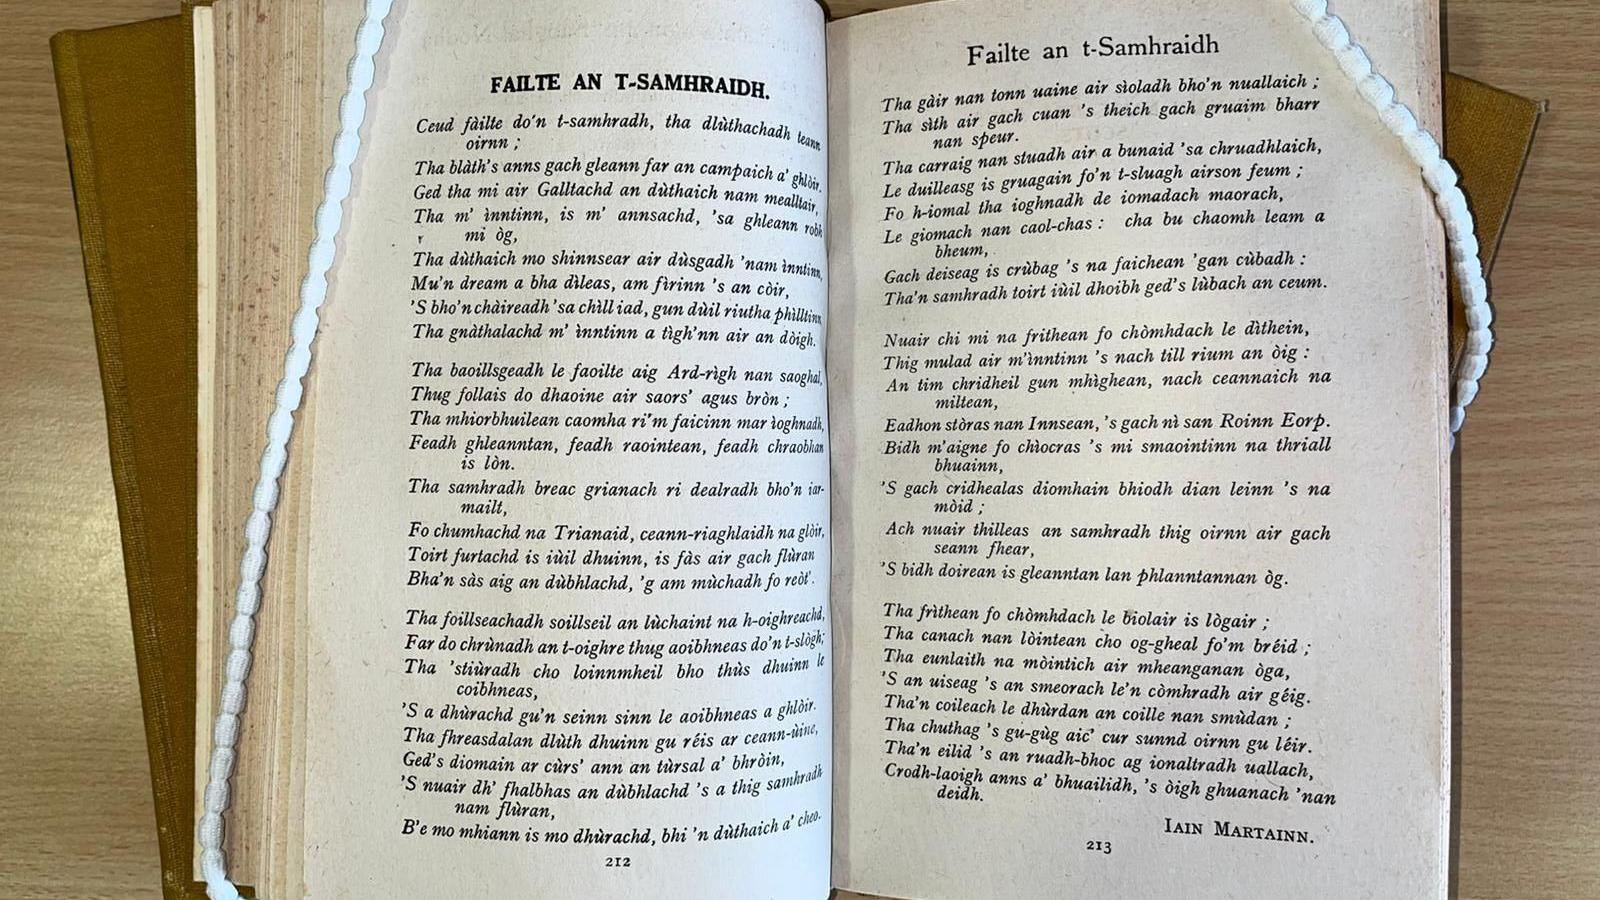 FAILTE AN T-SAMHRAIDH.
Ceud fàilte do'n t-samhradh, tha dlùthachadh teann
oirnn ;
Tha blàth's anns gach gleann far an campaich a' ghlòir.
Ged tha mi air Galltachd an dùthaich nam mealltair,
Tha m' ìnntinn, is m' annsachd, 'sa ghleann robh
mi òg,
Tha dùthaich mo shinnsear air dùsgadh 'nam ìnntinn,
Mu'n dream a bha dìleas, am fìrinn 's an còir,
'S bho'n chàireadh 'sa chìll iad, gun dùil riutha phìlltinn,
Tha gnàthalachd m' ìnntinn a tìgh'nn air an dòigh.
Tha baoillsgeadh le faoilte aig Ard-rìgh nan saoghal,
Thug follais do dhaoine air saors' agus bròn ;
Tha mhiorbhuilean caomha ri'm faicinn mar ìoghnadh,
Feadh ghleanntan, feadh raointean, feadh chraobhan
is lòn.
Tha samhradh breac grianach ri dealradh bho'n iar-
mailt,
Fo chumhachd na Trianaid, ceann-riaghlaidh na glòir,
Toirt furtachd is iùil dhuinn, is fàs air gach flùran
Bha'n sàs aig an dùbhlachd, 'g am mùchadh fo reòt'.
Tha foillseachadh soillseil an lùchaint na h-oighreachd,
Far do chrùnadh an t-oighre thug aoibhneas do'n t-slògh;
Tha 'stiùradh cho loinnmheil bho thùs dhuinn le
coibhneas,
'S a dhùrachd gu'n seinn sinn le aoibhneas a ghlòir.
Tha fhreasdalan dlùth dhuinn gu réis ar ceann-ùine,
Ged's diomain ar cùrs' ann an tùrsal a' bhròin,
'S nuair dh' fhalbhas an dùbhlachd 's a thig samhradh
nam flùran,
B'e mo mhiann is mo dhùrachd, bhi 'n dùthaich a' cheo.
212
Failte an t-Samhraidh
Tha gàir nan tonn uaine air sìoladh bho'n nuallaich ;
Tha sìth air gach cuan 's theich gach gruaim bharr
nan speur.
Tha carraig nan stuadh air a bunaid 'sa chruadhlaich,
Le duilleasg is gruagain fo'n t-sluagh airson feum ;
Fo h-iomal tha ioghnadh de iomadach maorach,
Le giomach nan caol-chas : cha bu chaomh leam a
bheum,
Gach deiseag is crùbag 's na faichean 'gan cùbadh :
Tha'n samhradh toirt iùil dhoibh ged's lùbach an ceum.
Nuair chi mi na frithean fo chòmhdach le dìthein,
Thig mulad air m'ìnntinn 's nach till rium an òig :
An tim chridheil gun mhìghean, nach ceannaich na
miltean,
Eadhon stòras nan Innsean, 's gach nì san Roinn Eorp.
Bidh m'aigne fo chìocras 's mi smaointinn na thriall
bhuainn,
'S gach cridhealas diomhain bhiodh dian leinn 's na
mòid ;
Ach nuair thilleas an samhradh thig oirnn air gach
seann fhear,
'S bidh doirean is gleanntan lan phlanntannan òg.
Tha frìthean fo chòmhdach le biolair is lògair ;
Tha canach nan lòintean cho og-gheal fo'm bréid ;
Tha eunlaith na mòintich air mheanganan òga,
'S an uiseag 's an smeorach le'n còmhradh air géig.
Tha'n coileach le dhùrdan an coille nan smùdan ;
Tha chuthag 's gu-gùg aic' cur sunnd oirnn gu léir.
Tha'n eilid 's an ruadh-bhoc ag ionaltradh uallach,
Crodh-laoigh anns a' bhuailidh, 's òigh ghuanach 'nan
deidh.
IAIN MARTAINN.
213